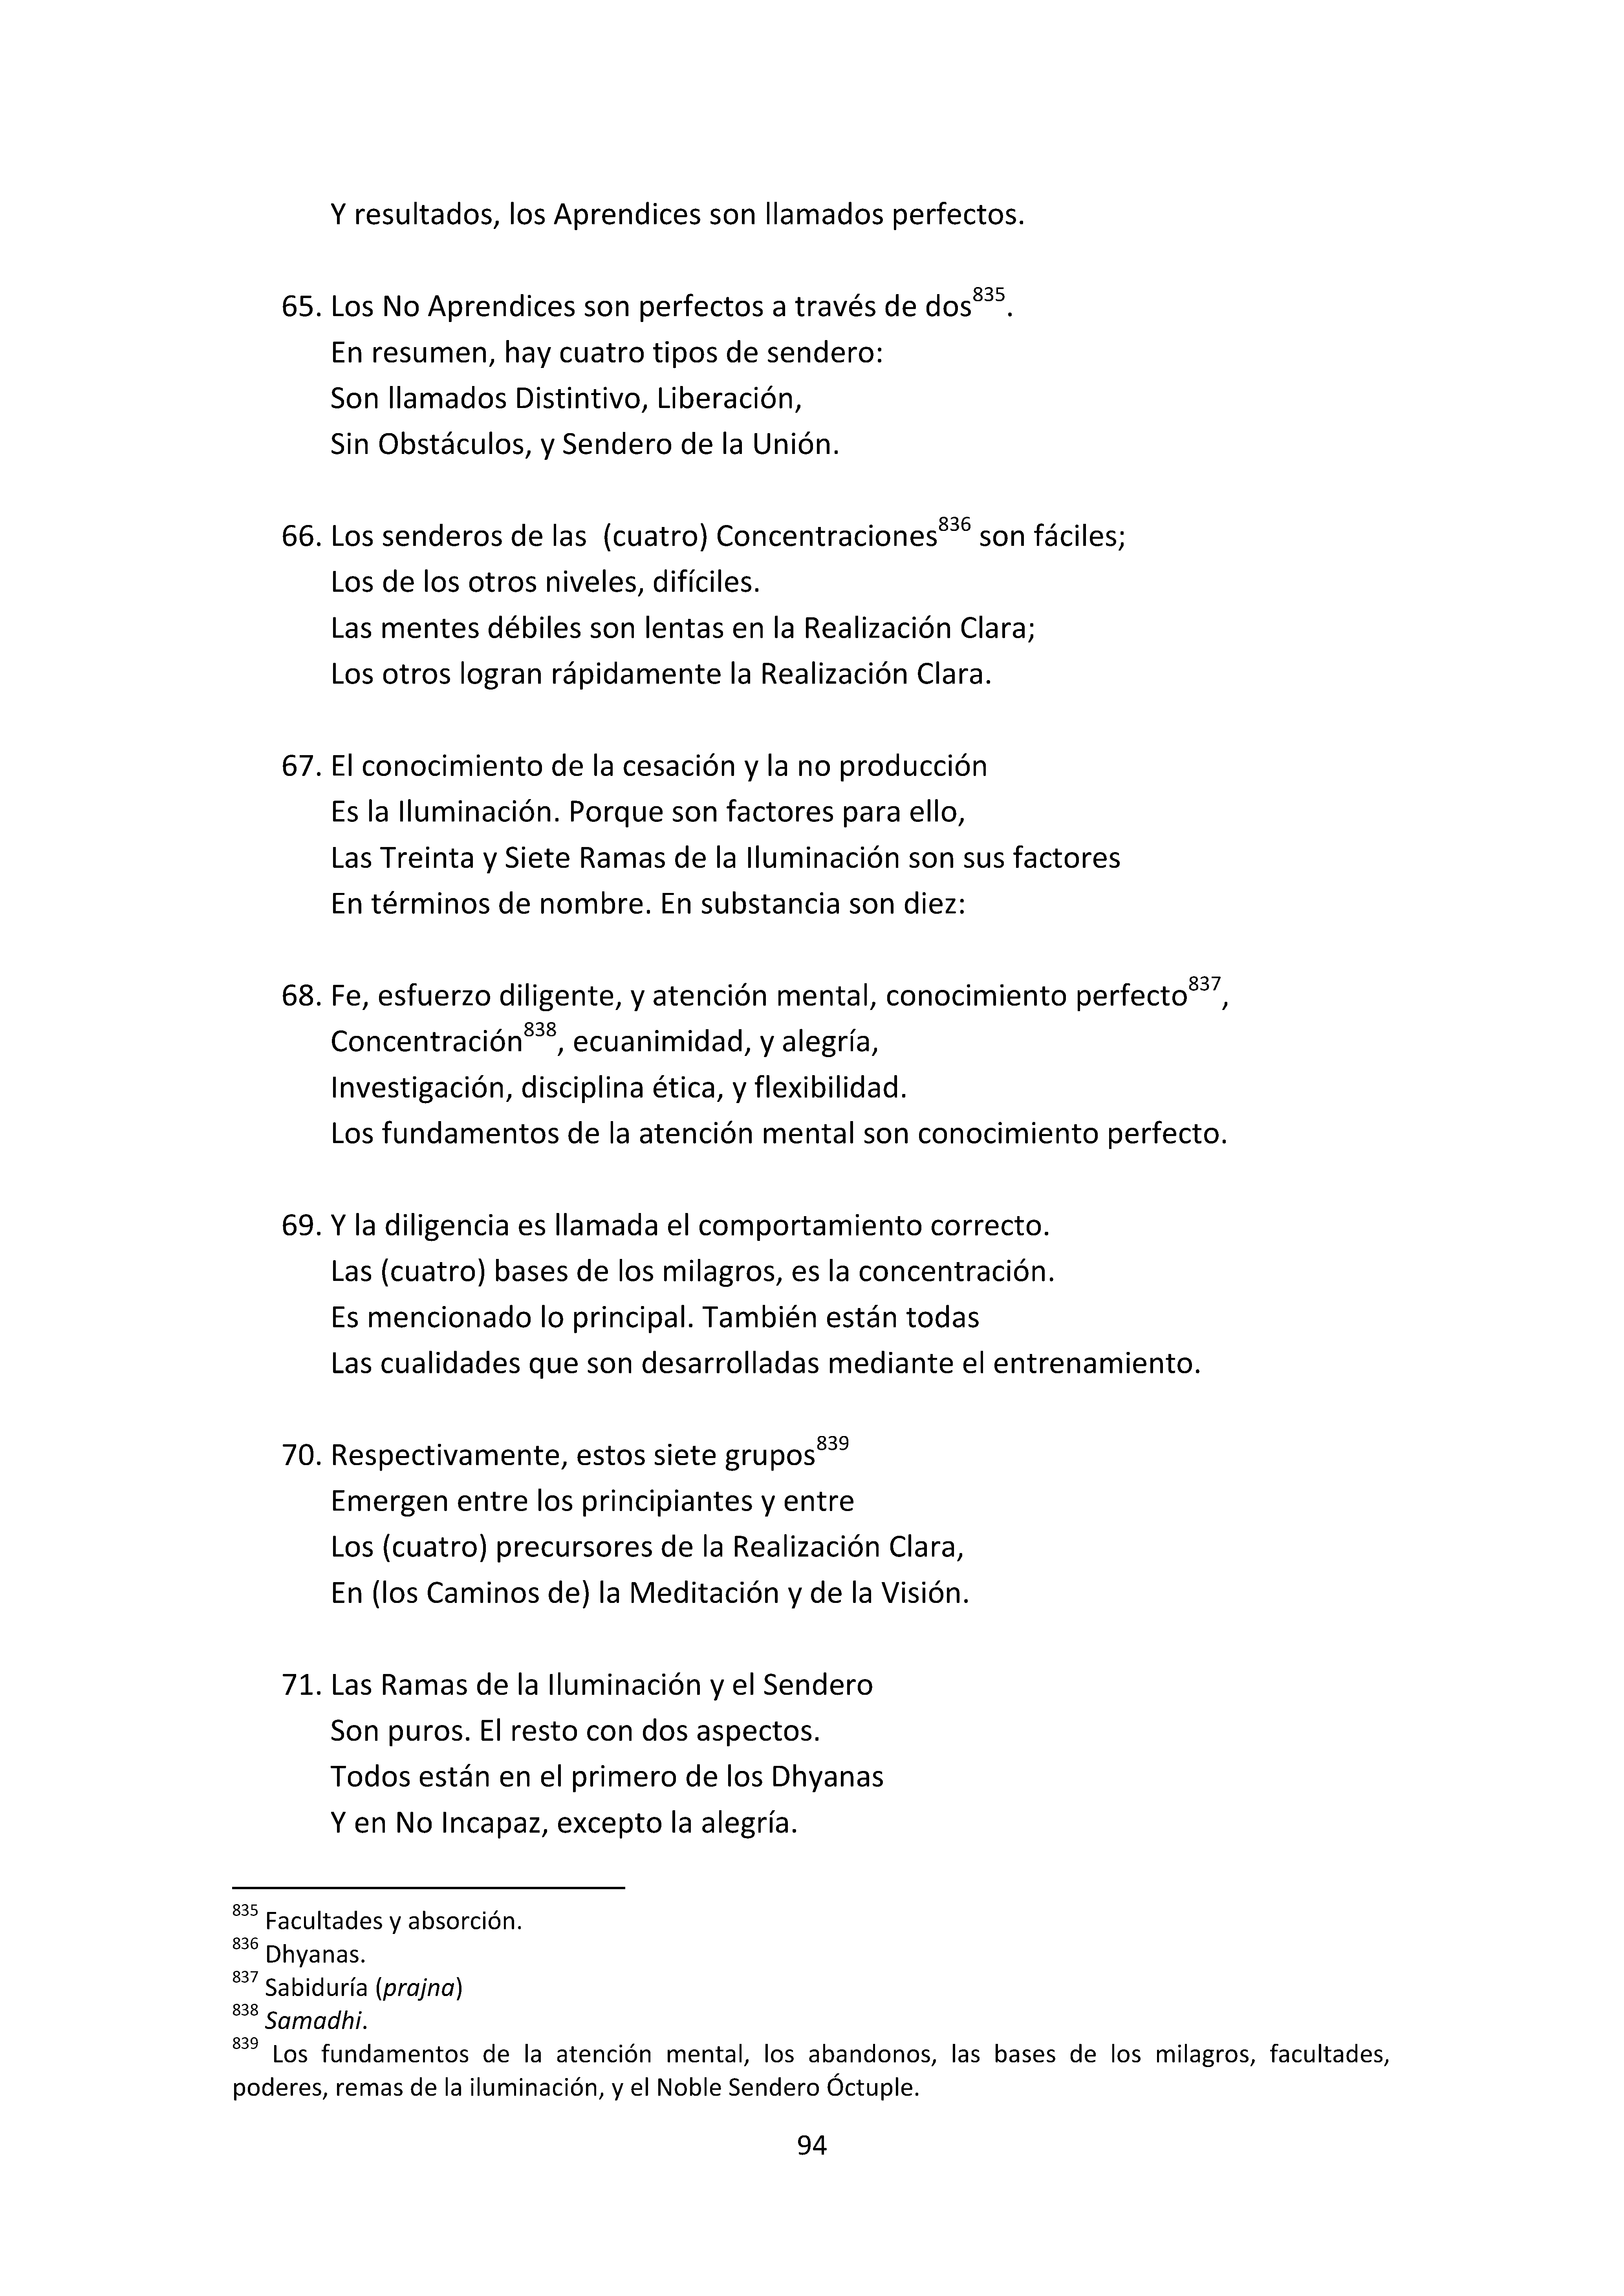 Y resultados, los Aprendices son llamados perfectos.
65. Los No Aprendices son perfectos a través de dos835.
En resumen, hay cuatro tipos de sendero:
Son llamados Distintivo, Liberación,
Sin Obstáculos, y Sendero de la Unión.
66. Los senderos de las (cuatro) Concentraciones836 son fáciles;
Los de los otros niveles, difíciles.
Las mentes débiles son lentas en la Realización Clara;
Los otros logran rápidamente la Realización Clara.
67. El conocimiento de la cesación y la no producción
Es la Iluminación. Porque son factores para ello,
Las Treinta y Siete Ramas de la Iluminación son sus factores
En términos de nombre. En substancia son diez:
68. Fe, esfuerzo diligente, y atención mental, conocimiento perfecto837,
Concentración838, ecuanimidad, y alegría,
Investigación, disciplina ética, y flexibilidad.
Los fundamentos de la atención mental son conocimiento perfecto.
69. Y la diligencia es llamada el comportamiento correcto.
Las (cuatro) bases de los milagros, es la concentración.
Es mencionado lo principal. También están todas
Las cualidades que son desarrolladas mediante el entrenamiento.
70. Respectivamente, estos siete grupos839
Emergen entre los principiantes y entre
Los (cuatro) precursores de la Realización Clara,
En (los Caminos de) la Meditación y de la Visión.
71. Las Ramas de la Iluminación y el Sendero
Son puros. El resto con dos aspectos.
Todos están en el primero de los Dhyanas
Y en No Incapaz, excepto la alegría.
835 Facultades y absorción.
836 Dhyanas.
837 Sabiduría (prajna)
838 Samadhi.
839 Los fundamentos de la atención mental, los abandonos, las bases de los milagros, facultades,
poderes, remas de la iluminación, y el Noble Sendero Óctuple.
94